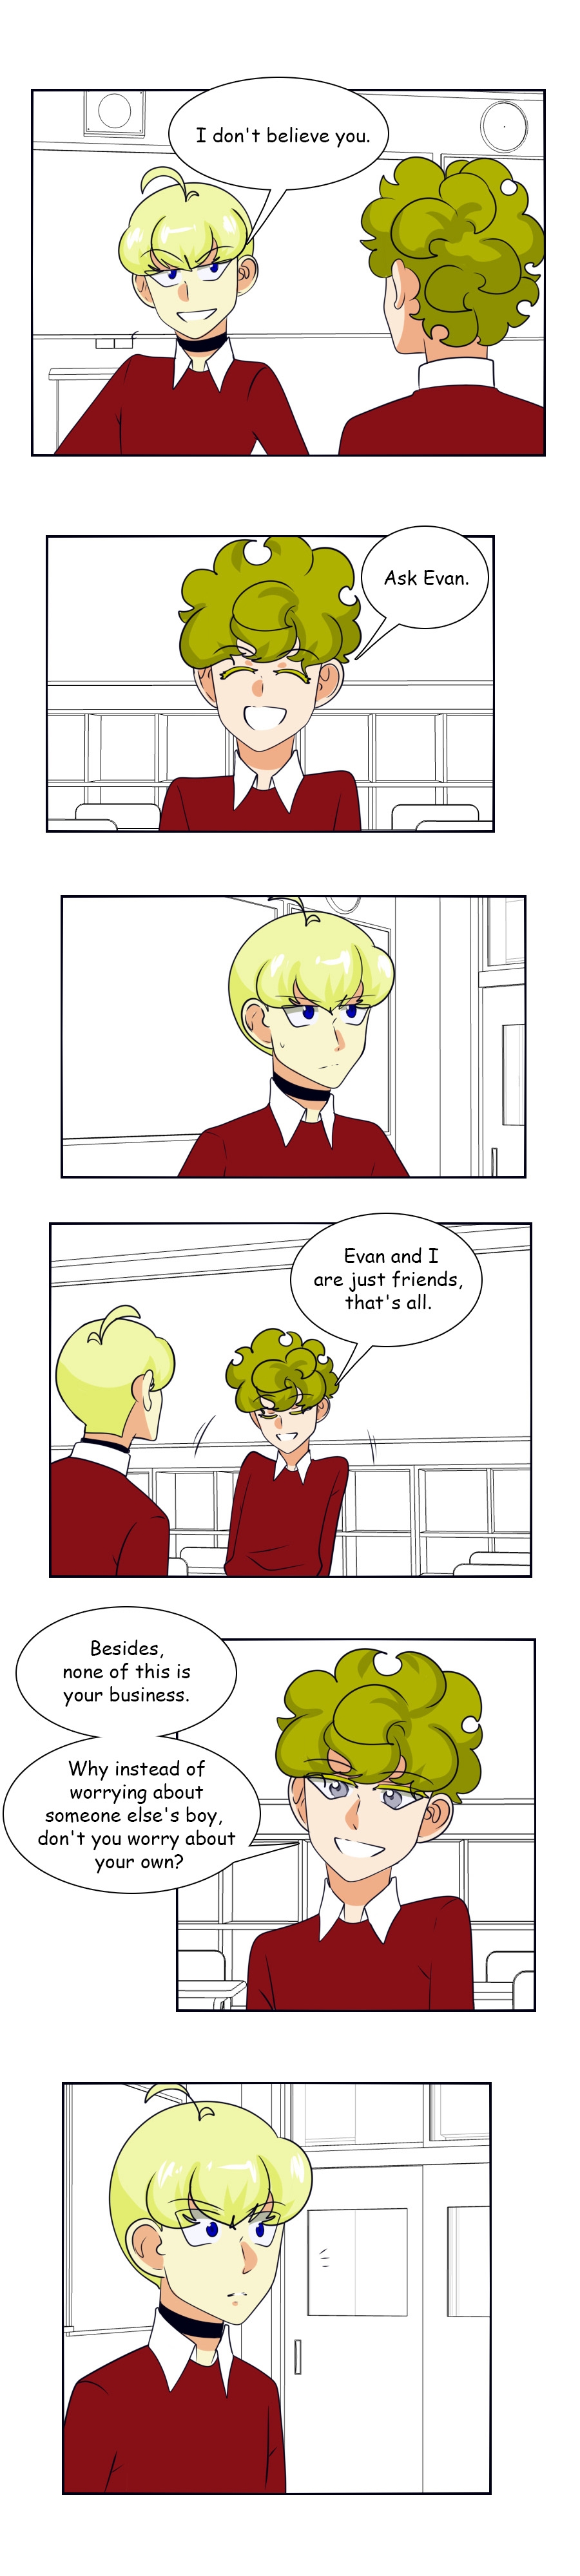 I don't believe you.
Ask Evan.
Evan and I
are just friends,
that's all.
Besides,
none of this is
your business.
Why instead of
worrying about
someone else's boy,
don't you worry about
your own?